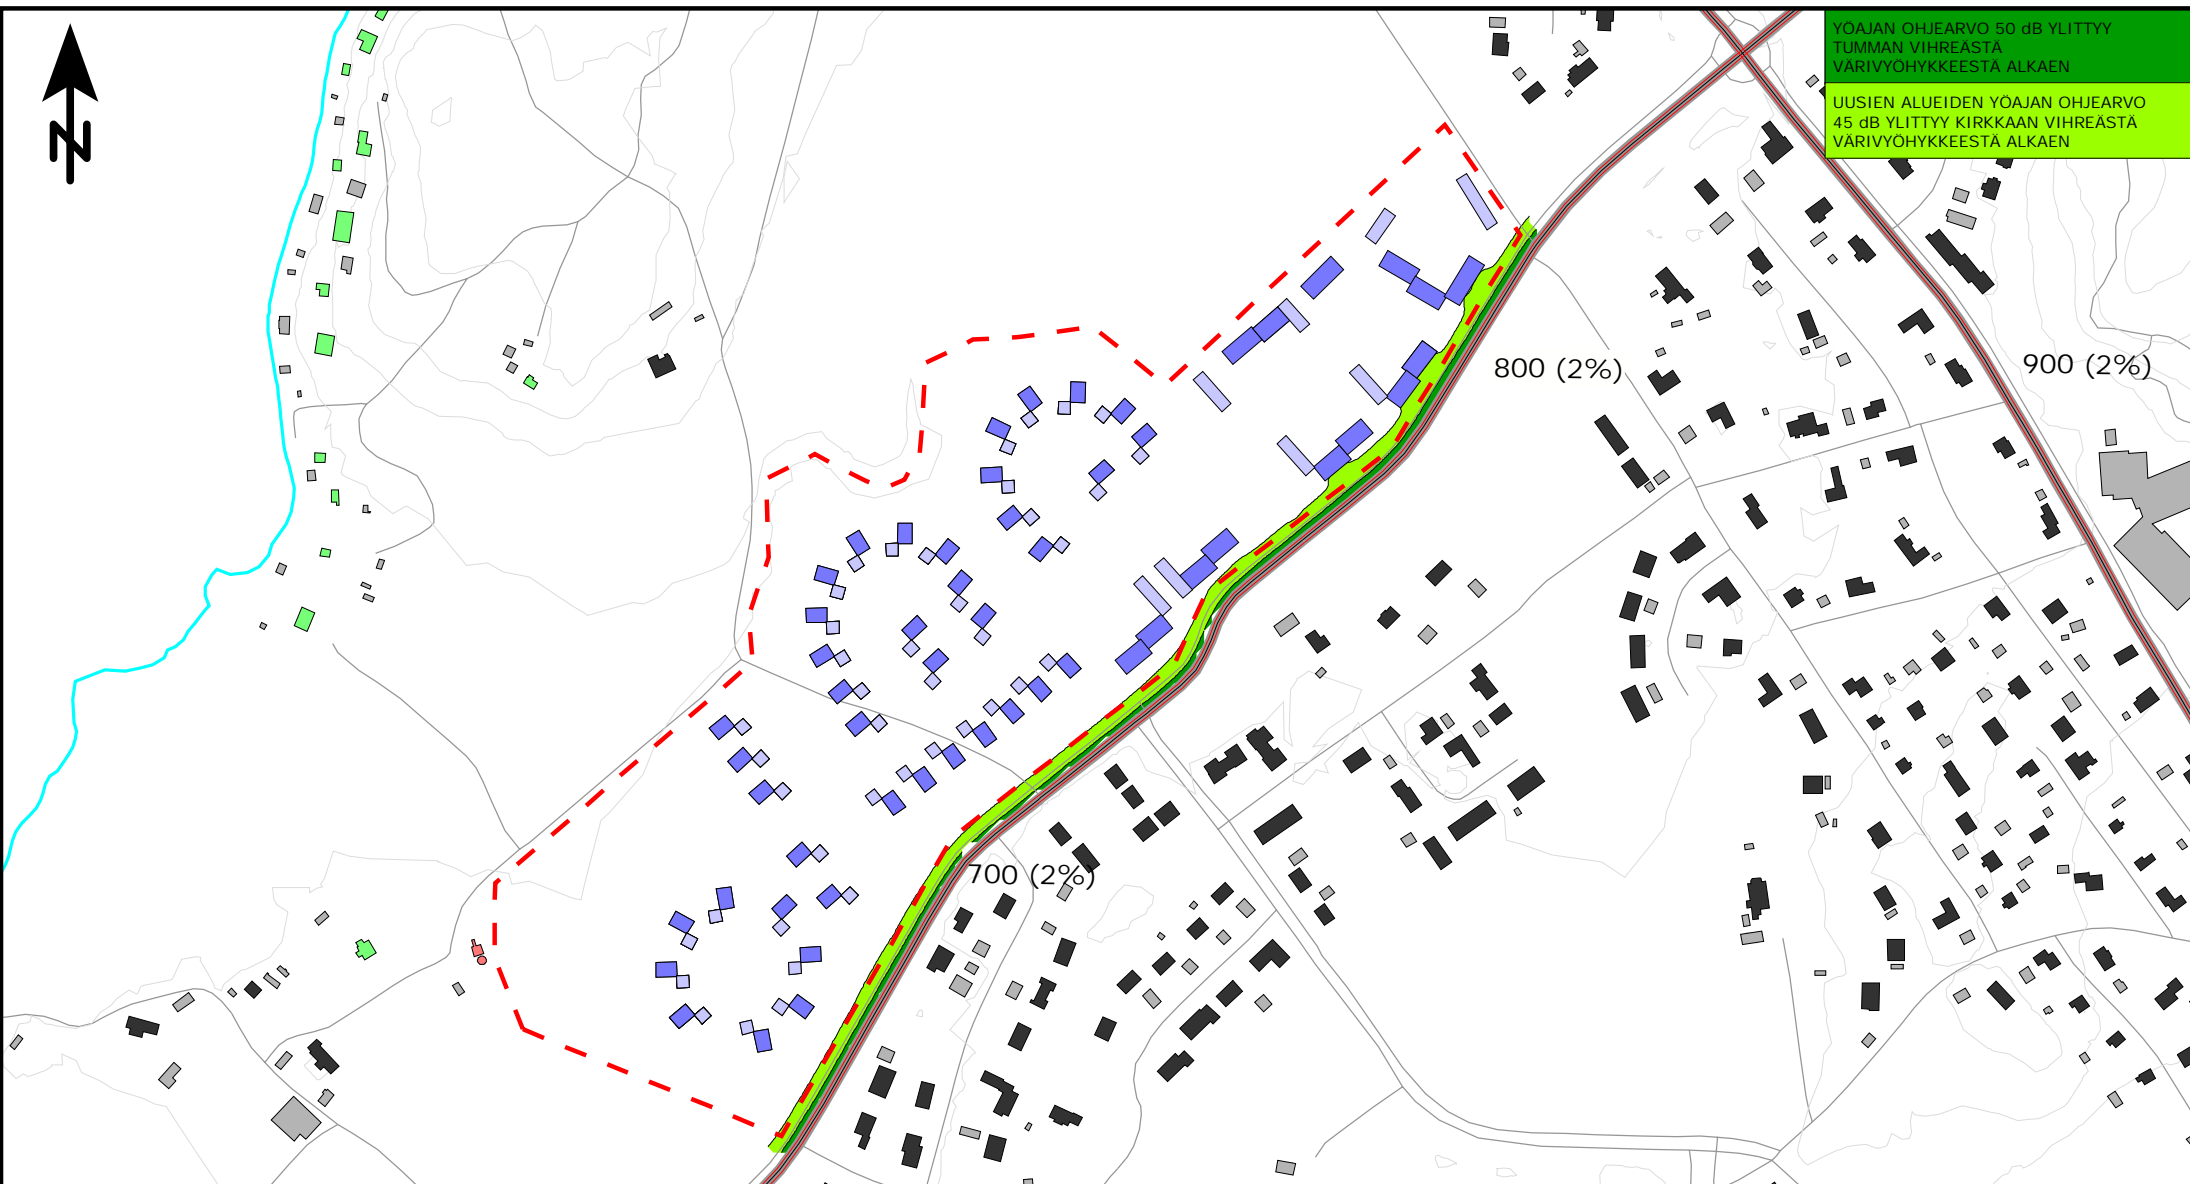 N
YÖAJAN OHJEARVO 50 dB YLITTYY
TUMMAN VIHREÄSTÄ
VÄRIVYÖHYKKEESTÄ ALKAEN
UUSIEN ALUEIDEN YÖAJAN OHJEARVO
45 dB YLITTYY KIRKKAAN VIHREÄSTÄ
VÄRIVYÖHYKKEESTÄ ALKAEN
800 (2%)
900 (2%)
700 (2%)